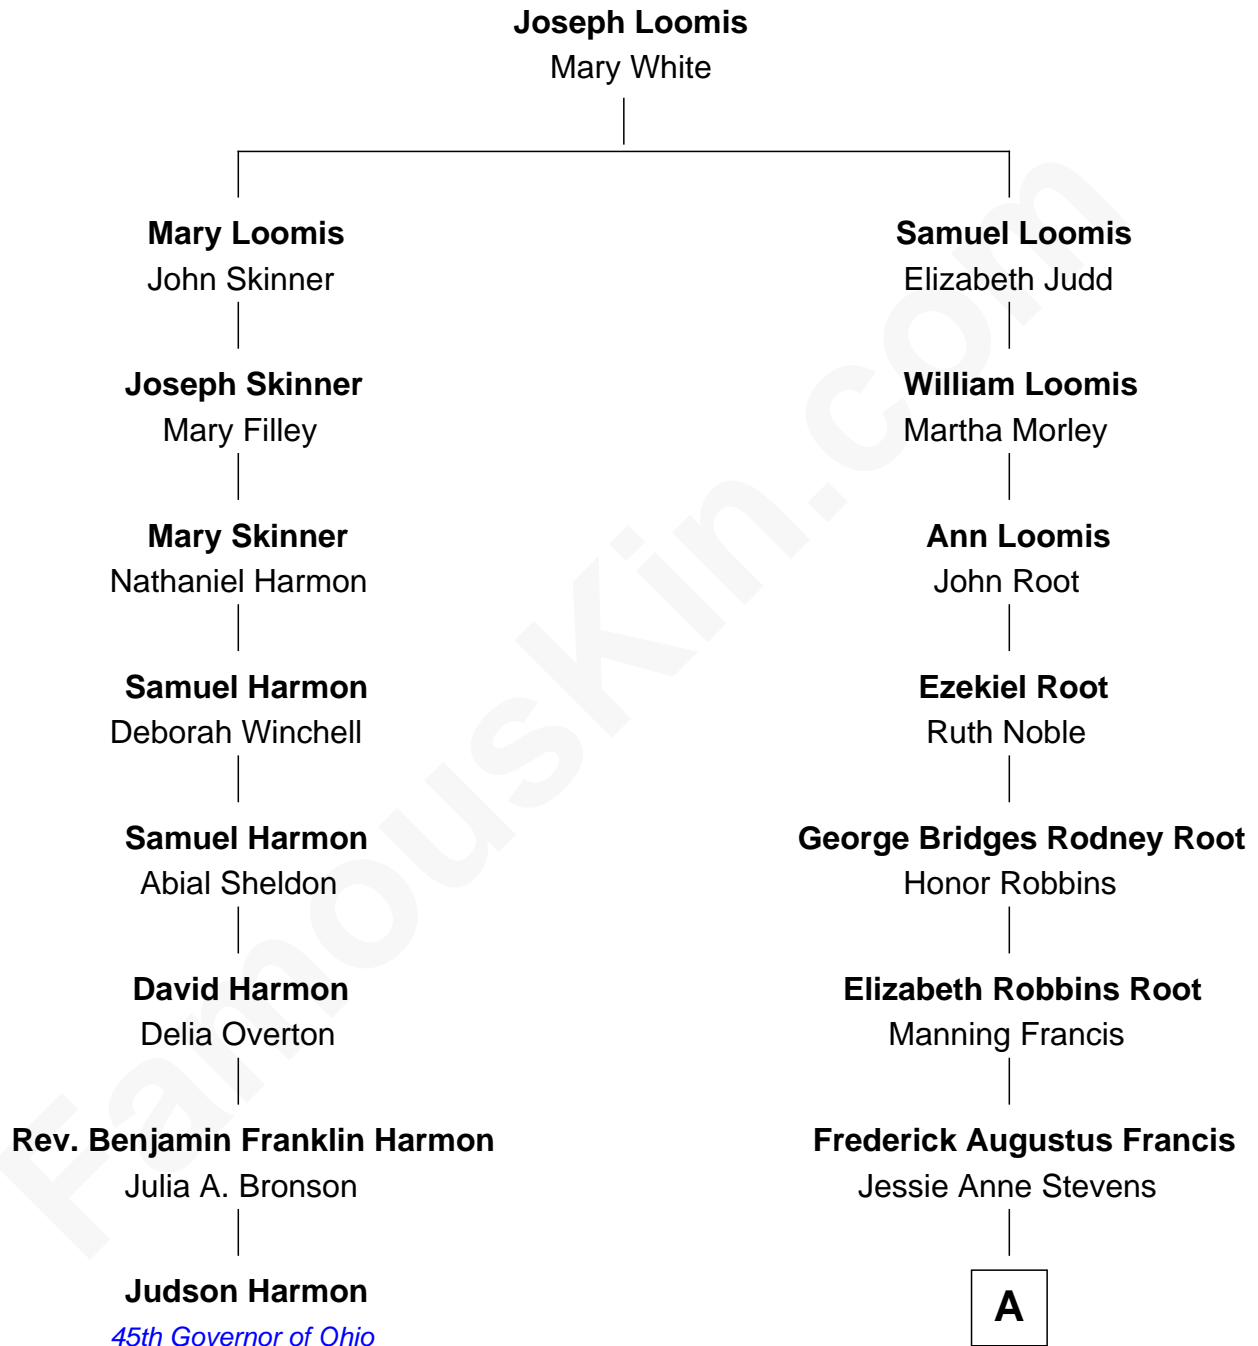 Joseph Loomis
Mary White
Mary Loomis
John Skinner
Joseph Skinner
Mary Filley
Mary Skinner
Nathaniel Harmon
Samuel Harmon
Deborah Winchell
Samuel Harmon
Abial Sheldon
David Harmon
Delia Overton
Rev. Benjamin Franklin Harmon
Julia A. Bronson
Judson Harmon
45th Governor of Ohio
Samuel Loomis
Elizabeth Judd
William Loomis
Martha Morley
Ann Loomis
John Root
Ezekiel Root
Ruth Noble
George Bridges Rodney Root
Honor Robbins
Elizabeth Robbins Root
Manning Francis
Frederick Augustus Francis
Jessie Anne Stevens
A
FamousKin.com